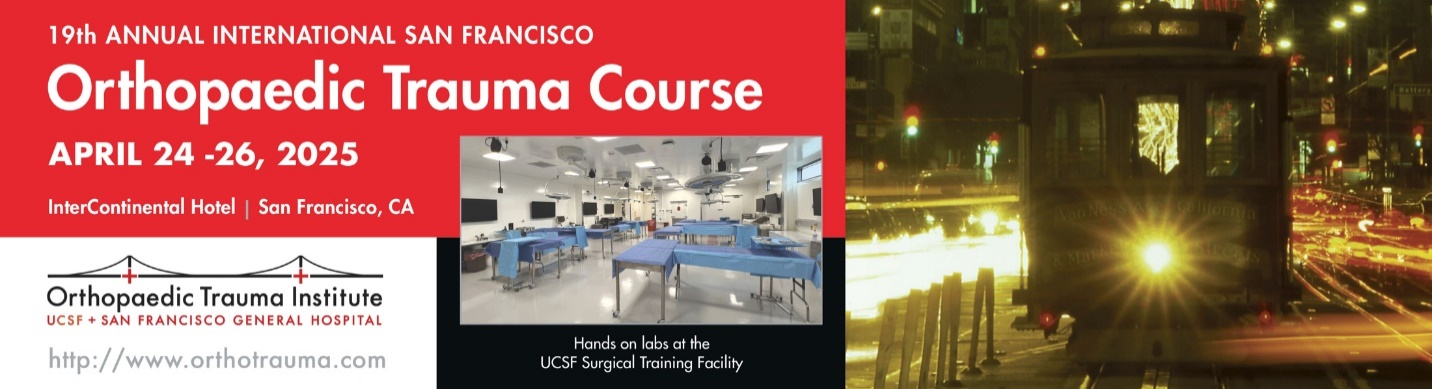 19th ANNUAL INTERNATIONAL SAN FRANCISCO
Orthopaedic Trauma Course
APRIL 24 -26, 2025
InterContinental Hotel | San Francisco, CA
Orthopaedic Trauma Institute
UCSF + SAN FRANCISCO GENERAL HOSPITAL
http://www.orthotrauma.com
Hands on labs at the
UCSF Surgical Training Facility
Battery